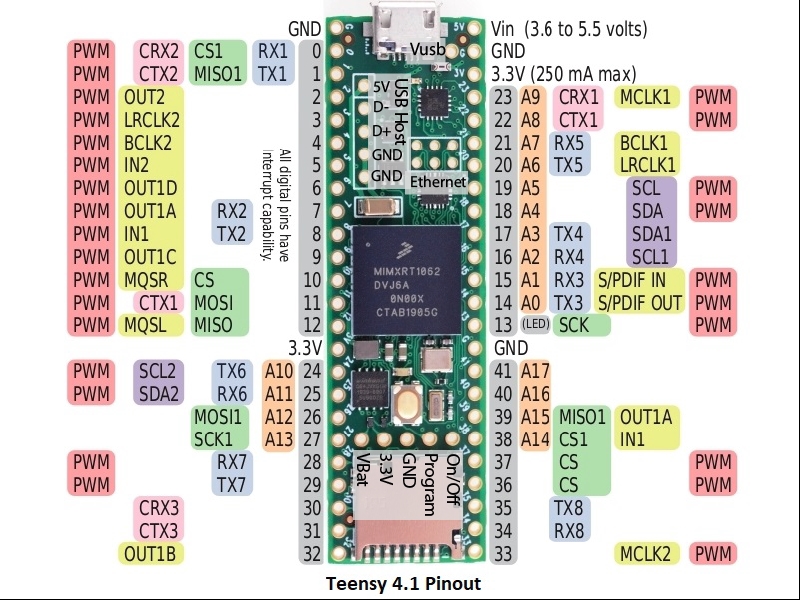 GND Vin (3.6 to 5.5 volts)
PWM CRX2 CS1 RX1 0 Vusb GND
PWM CTX2 MISO1 TX1 1 3.3V (250 mA max)
PWM OUT2 2 5V 23 A9 CRX1 MCLK1 PWM
PWM LRCLK2 3 D- 22 A8 CTX1 PWM
PWM BCLK2 4 D+ 21 A7 RX5 BCLK1
PWM IN2 5 GND 20 A6 TX5 LRCLK1
PWM OUT1D 6 GND Ethernet 19 A5 SCL PWM
USB Host
PWM OUT1A RX2 7 18 A4 SDA PWM
PWM IN1 TX2 8 17 A3 TX4 SDA1
PWM OUT1C 9 16 A2 RX4 SCL1
PWM MQSR CS 10 15 A1 RX3 S/PDIF IN PWM
PWM CTX1 MOSI 11 14 A0 TX3 S/PDIF OUT PWM
PWM MQSL MISO 12 13 (LED) SCK PWM
All digital pins have
interrupt capability.
MIMXRT1062
DVJ6A
0N00X
CTAB1905G
3.3V GND
PWM SCL2 TX6 A10 24 41 A17
PWM SDA2 RX6 A11 25 40 A16
MOSI1 A12 26 39 A15 MISO1 OUT1A
SCK1 A13 27 38 A14 CS1 IN1
PWM RX7 28 37 CS PWM
PWM TX7 29 36 CS PWM
CRX3 30 35 TX8
CTX3 31 34 RX8
OUT1B 32 33 MCLK2 PWM
VBat
3.3V
GND
Program
On/Off
Teensy 4.1 Pinout